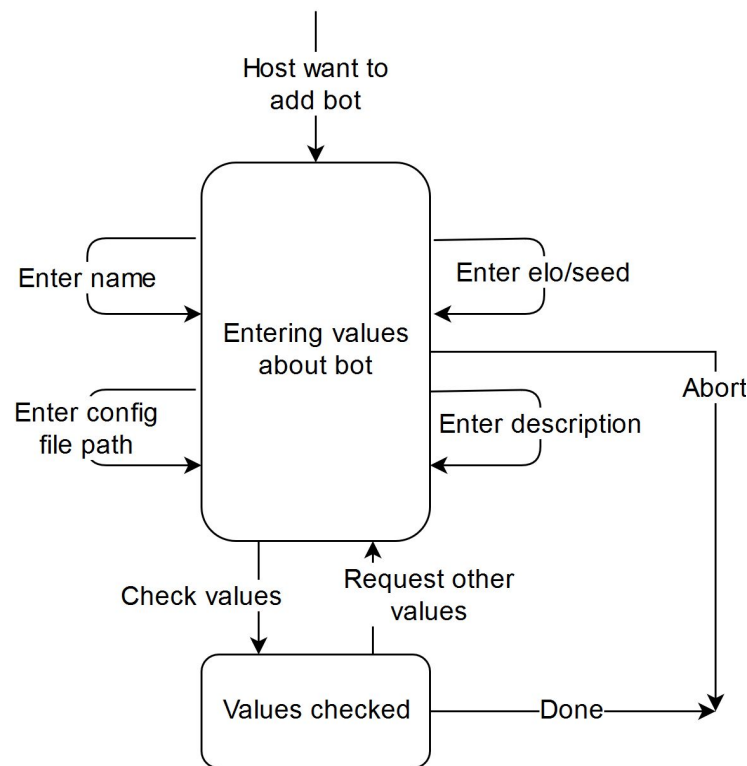 Host want to
add bot
Enter name
Enter elo/seed
Entering values
about bot
Abort
Enter config
file path
Enter description
Check values
Request other
values
Values checked
Done